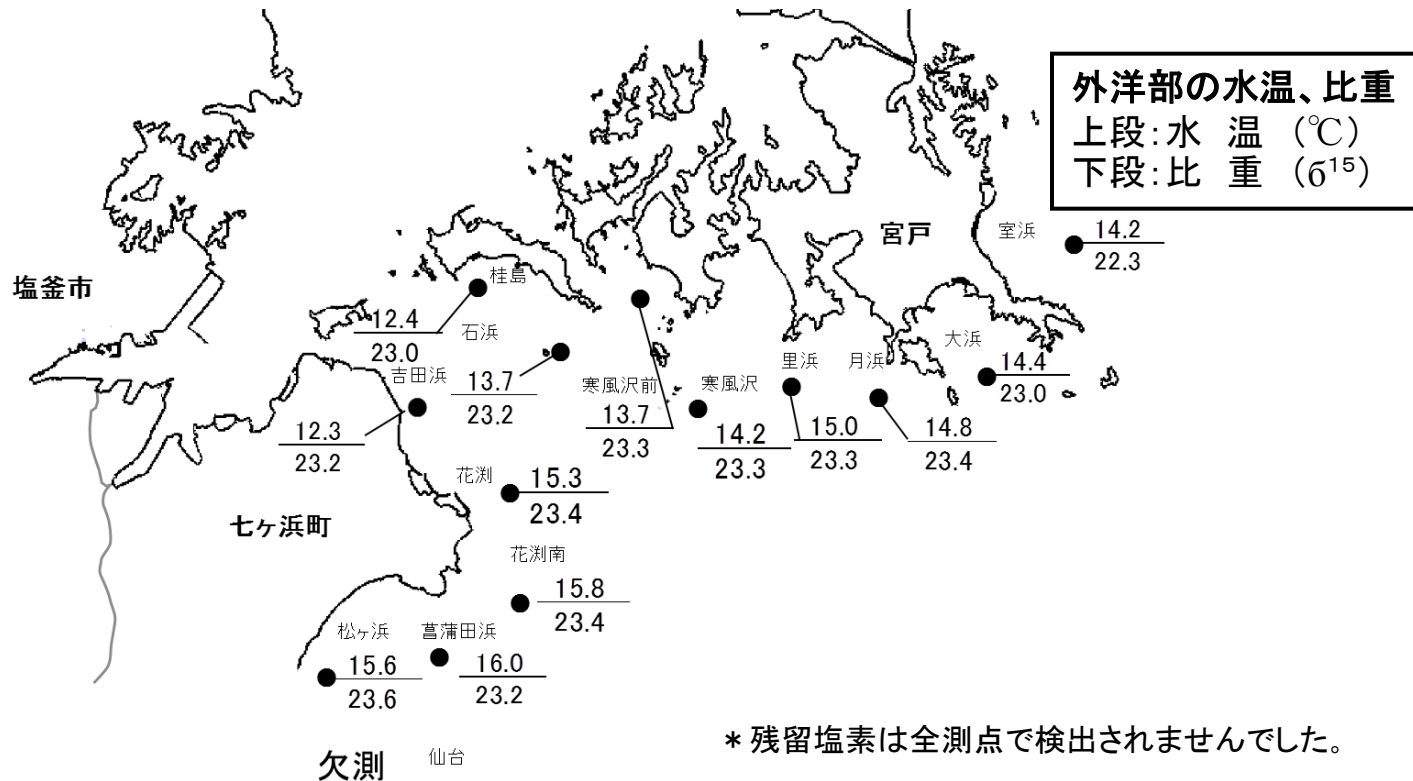 外洋部の水温、比重
上段:水 温 (℃)
下段:比 重 (σ¹⁵)
宮戸
室浜
14.2
22.3
塩釜市
桂島
12.4
23.0
石浜
13.7
23.2
吉田浜
12.3
23.2
寒風沢前
13.7
23.3
寒風沢
14.2
23.3
里浜
15.0
23.3
月浜
14.8
23.4
大浜
14.4
23.0
花渕
15.3
23.4
七ヶ浜町
花渕南
15.8
23.4
松ヶ浜
15.6
23.6
菖蒲田浜
16.0
23.2
*残留塩素は全測点で検出されませんでした。
欠測
仙台